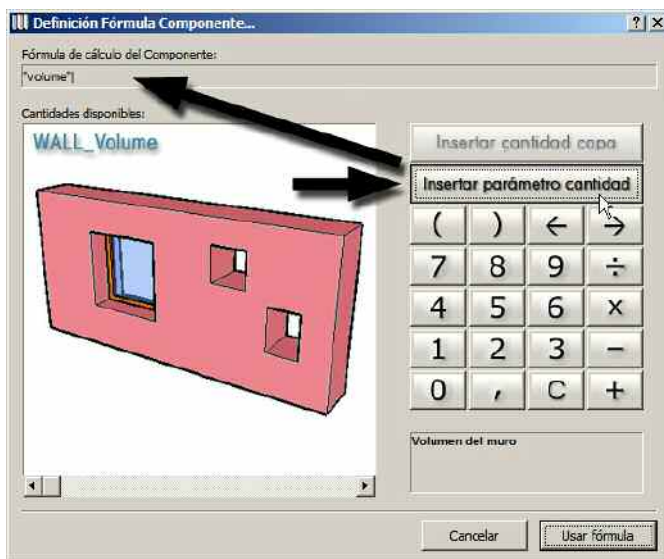 Definición Fórmula Componente...
Fórmula de cálculo del Componente:
"volume"
Cantidades disponibles:
WALL_Volume
Insertar cantidad capa
Insertar parámetro cantidad
( ) ← →
7 8 9 ÷
4 5 6 x
1 2 3 −
0 , C +
Volumen del muro
Cancelar Usar fórmula